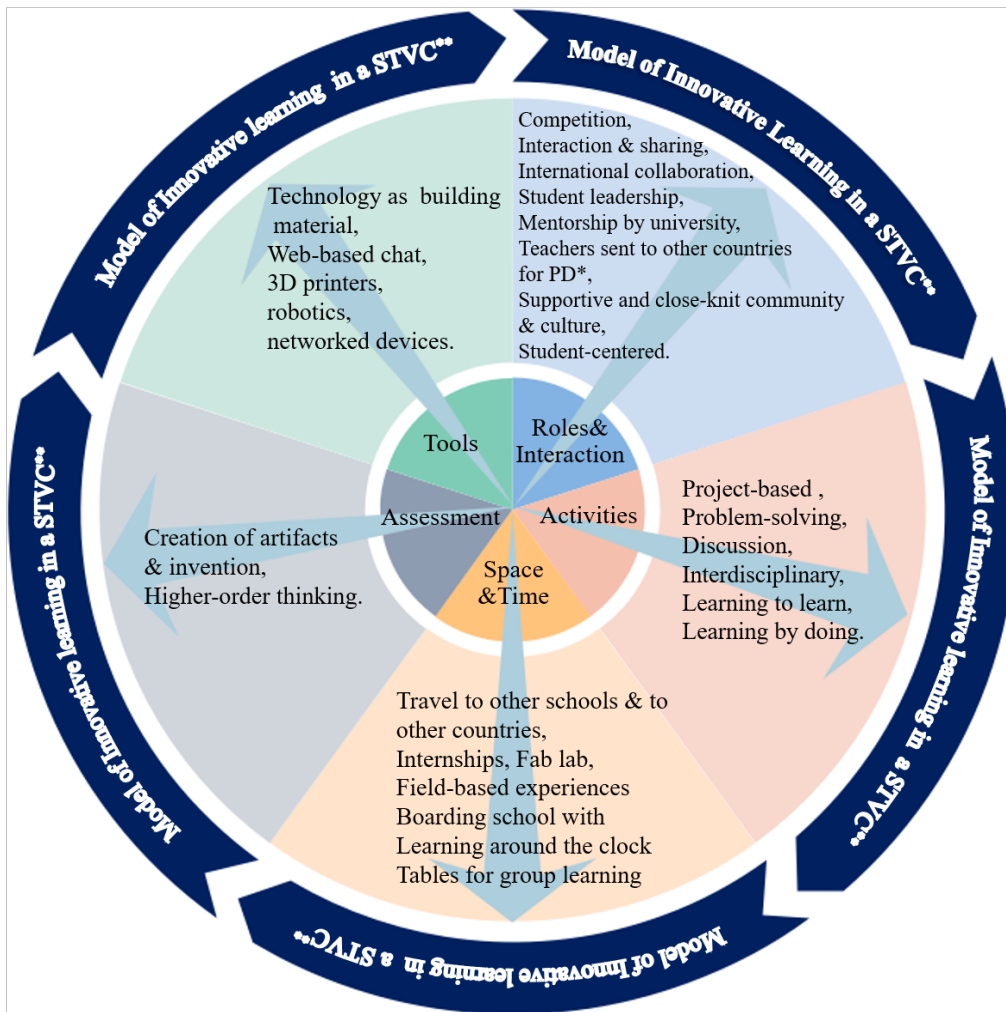 Model of Innovative learning in a STVC**
Model of Innovative Learning in a STVC**
Model of Innovative learning in a STVC**
Model of Innovative learning in a STVC**
Model of Innovative learning in a STVC**
Technology as building
material,
Web-based chat,
3D printers,
robotics,
networked devices.
Competition,
Interaction & sharing,
International collaboration,
Student leadership,
Mentorship by university,
Teachers sent to other countries
for PD*,
Supportive and close-knit community
& culture,
Student-centered.
Tools
Roles&
Interaction
Assessment
Activities
Space
&Time
Creation of artifacts
& invention,
Higher-order thinking.
Project-based ,
Problem-solving,
Discussion,
Interdisciplinary,
Learning to learn,
Learning by doing.
Travel to other schools & to
other countries,
Internships, Fab lab,
Field-based experiences
Boarding school with
Learning around the clock
Tables for group learning